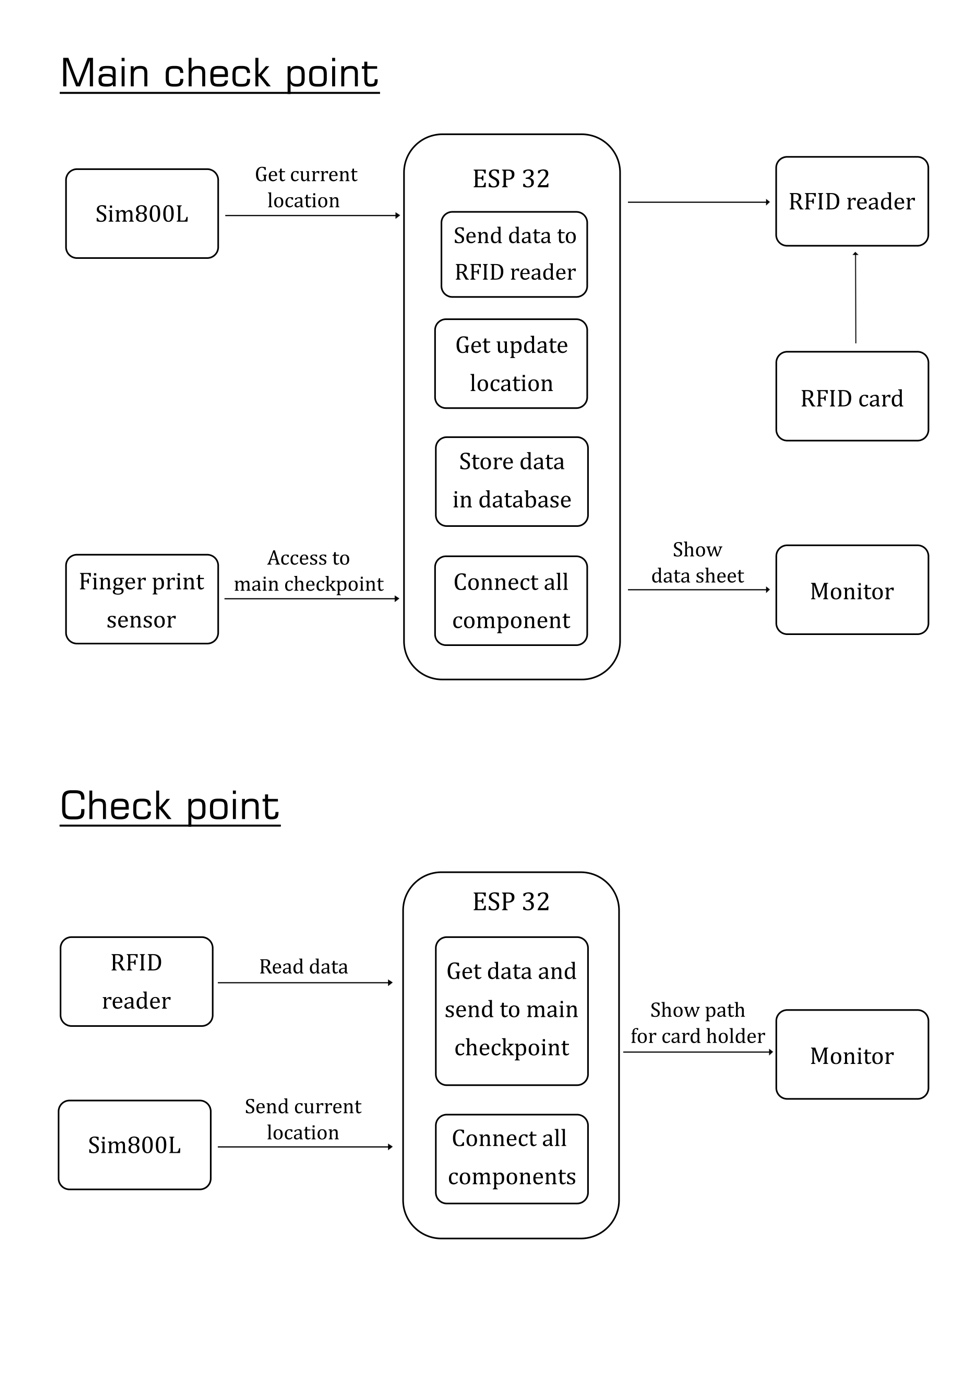 Main check point
Sim800L
Get current
location
ESP 32
Send data to
RFID reader
Get update
location
Store data
in database
Connect all
component
RFID reader
RFID card
Finger print
sensor
Access to
main checkpoint
Show
data sheet
Monitor
Check point
RFID
reader
Read data
Sim800L
Send current
location
ESP 32
Get data and
send to main
checkpoint
Connect all
components
Show path
for card holder
Monitor